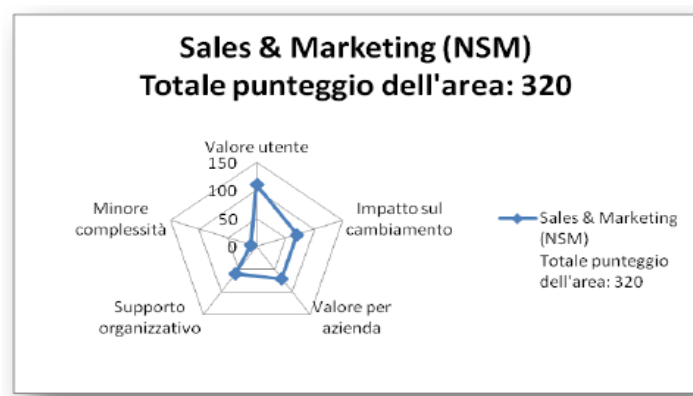 Sales & Marketing (NSM)
Totale punteggio dell'area: 320
Valore utente
150
100
50
0
Impatto sul
cambiamento
Valore per
azienda
Supporto
organizzativo
Minore
complessità
Sales & Marketing
(NSM)
Totale punteggio
dell'area: 320